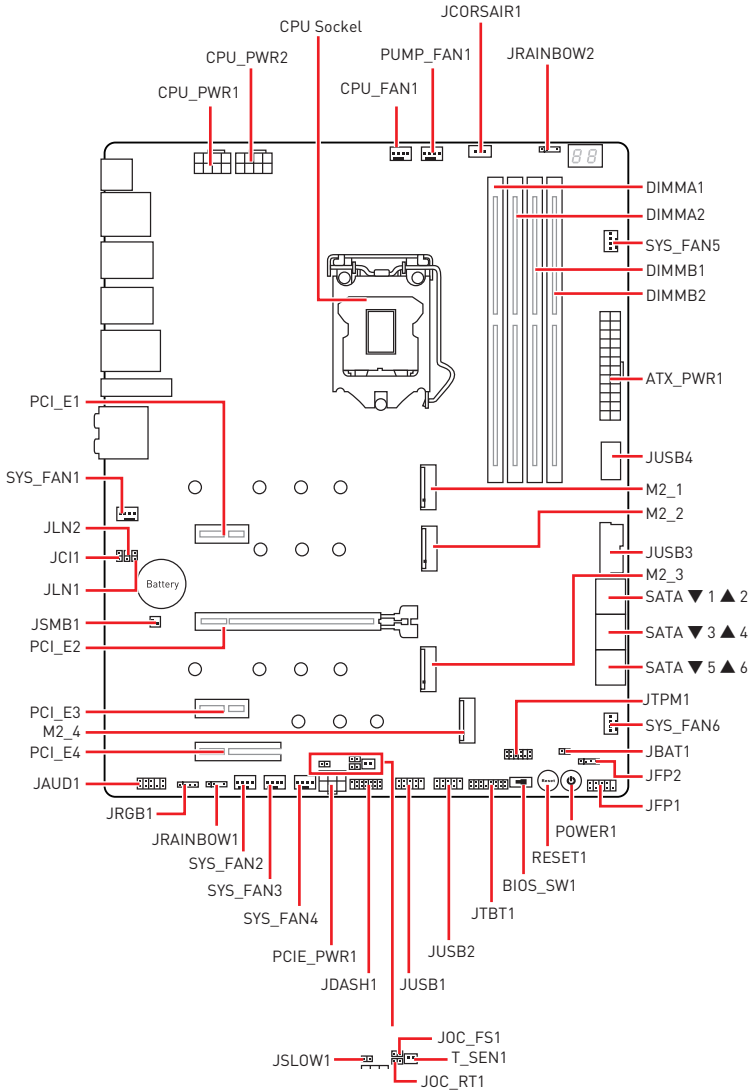 JCORSAIR1
CPU Sockel
CPU_PWR2
PUMP_FAN1
JRAINBOW2
CPU_PWR1
CPU_FAN1
88
DIMMA1
DIMMA2
SYS_FAN5
DIMMB1
DIMMB2
ATX_PWR1
PCI_E1
JUSB4
SYS_FAN1
M2_1
M2_2
JLN2
JUSB3
JCI1
M2_3
JLN1
Battery
SATA ▼ 1 ▲ 2
JSMB1
SATA ▼ 3 ▲ 4
PCI_E2
SATA ▼ 5 ▲ 6
JTPM1
PCI_E3
SYS_FAN6
M2_4
PCI_E4
JBAT1
JFP2
JAUD1
Reset
JFP1
JRGB1
POWER1
JRAINBOW1
RESET1
SYS_FAN2
BIOS_SW1
SYS_FAN3
JTBT1
SYS_FAN4
JUSB2
PCIE_PWR1
JDASH1
JUSB1
JOC_FS1
JSLOW1
T_SEN1
JOC_RT1